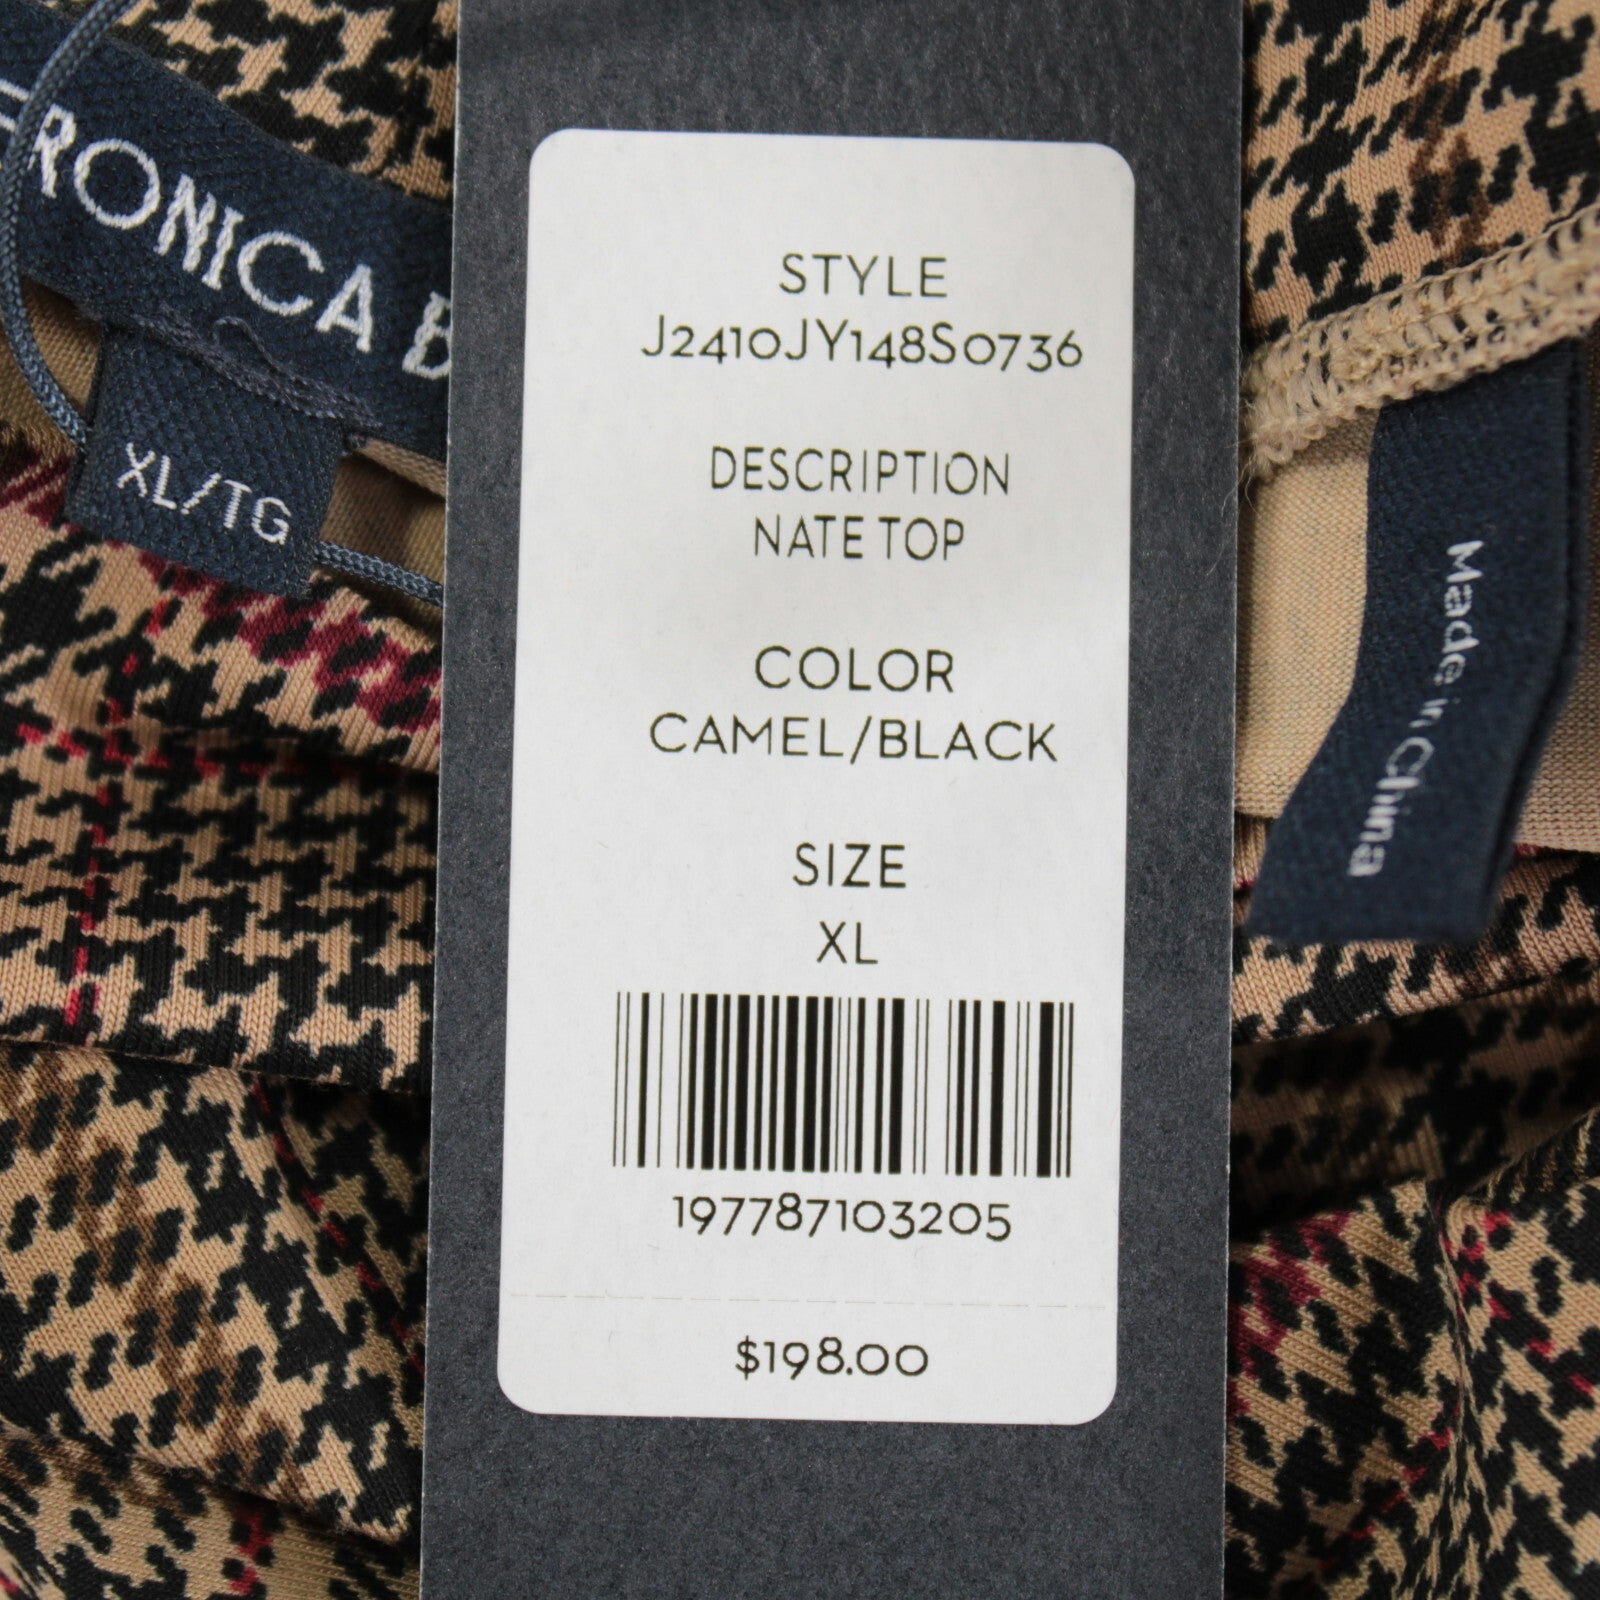 RONICA B
XL/TG
STYLE
J2410JY148S0736
DESCRIPTION
NATE TOP
COLOR
CAMEL/BLACK
SIZE
XL
197787103205
$198.00
Made in China